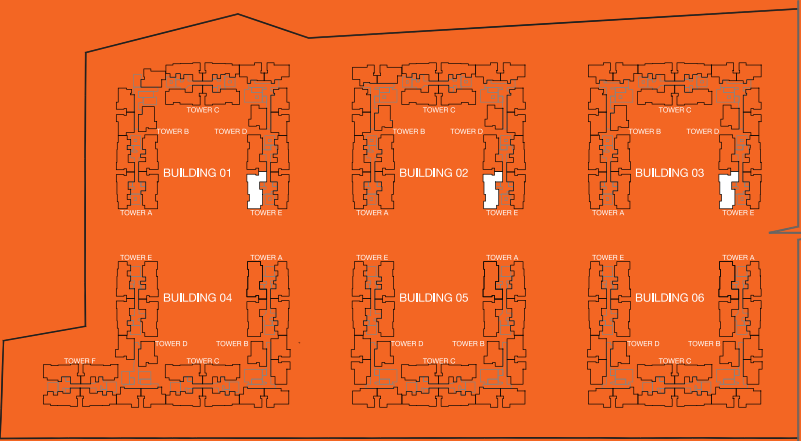 TOWER C
TOWER C
TOWER C
TOWER B TOWER D
TOWER B TOWER D
TOWER B TOWER D
BUILDING 01
BUILDING 02
BUILDING 03
TOWER A TOWER E
TOWER A TOWER E
TOWER A TOWER E
TOWER E TOWER A
TOWER E TOWER A
TOWER E TOWER A
BUILDING 04
BUILDING 05
BUILDING 06
TOWER D TOWER B
TOWER D TOWER B
TOWER D TOWER B
TOWER F TOWER C
TOWER C
TOWER C